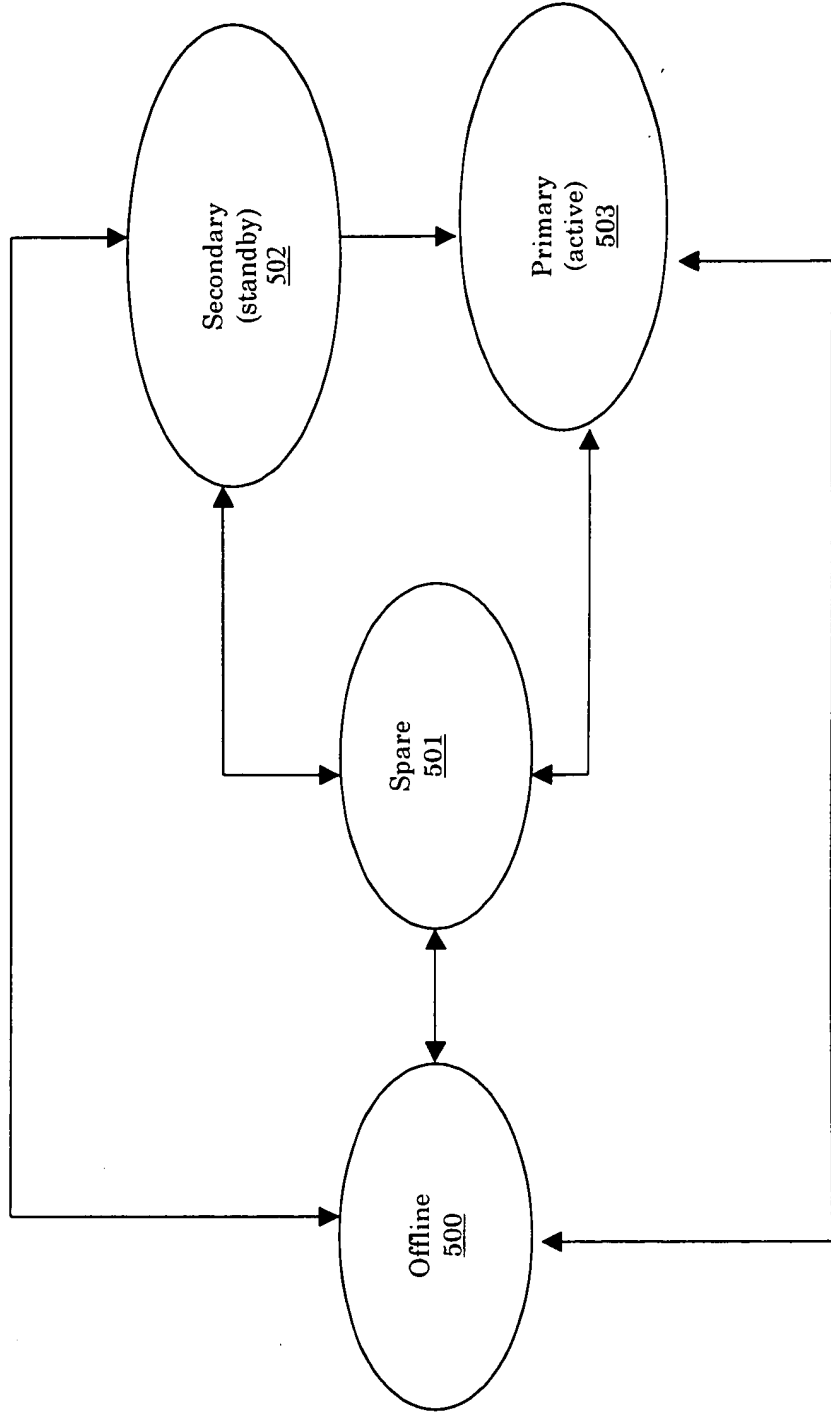 Offline
500
Spare
501
Secondary
(standby)
502
Primary
(active)
503